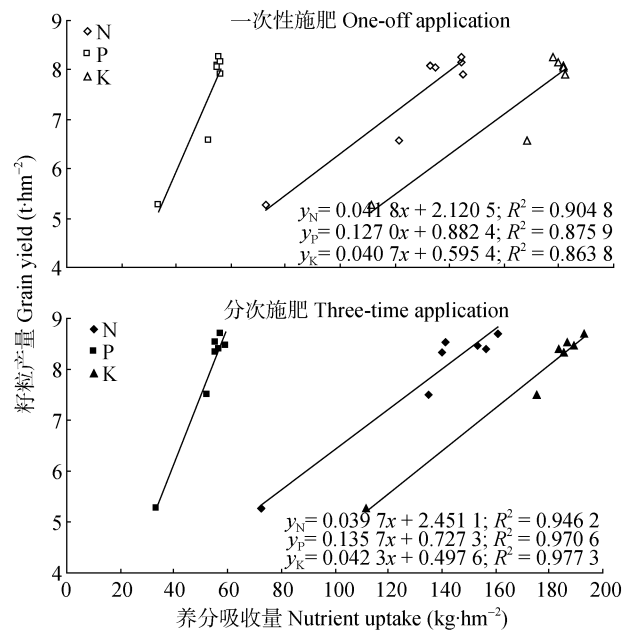 一次性施肥 One-off application
N
P
K
9
8
7
6
5
4
y_N= 0.041 8x + 2.120 5; R² = 0.904 8
y_P= 0.127 0x + 0.882 4; R² = 0.875 9
y_K= 0.040 7x + 0.595 4; R² = 0.863 8
籽粒产量 Grain yield (t·hm⁻²)
分次施肥 Three-time application
N
P
K
9
8
7
6
5
4
y_N= 0.039 7x + 2.451 1; R² = 0.946 2
y_P= 0.135 7x + 0.727 3; R² = 0.970 6
y_K= 0.042 3x + 0.497 6; R² = 0.977 3
0 20 40 60 80 100 120 140 160 180 200
养分吸收量 Nutrient uptake (kg·hm⁻²)